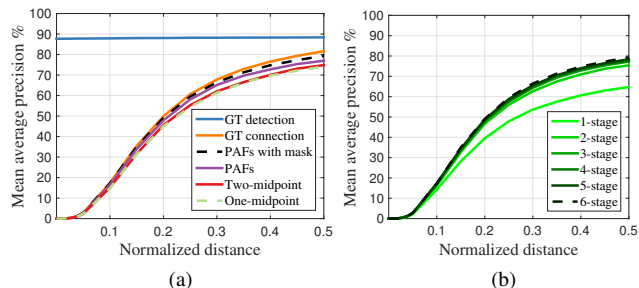 Mean average precision %
100
90
80
70
60
50
40
30
20
10
0
GT detection
GT connection
PAFs with mask
PAFs
Two-midpoint
One-midpoint
0.1 0.2 0.3 0.4 0.5
Normalized distance
(a)
Mean average precision %
100
90
80
70
60
50
40
30
20
10
0
1-stage
2-stage
3-stage
4-stage
5-stage
6-stage
0.1 0.2 0.3 0.4 0.5
Normalized distance
(b)